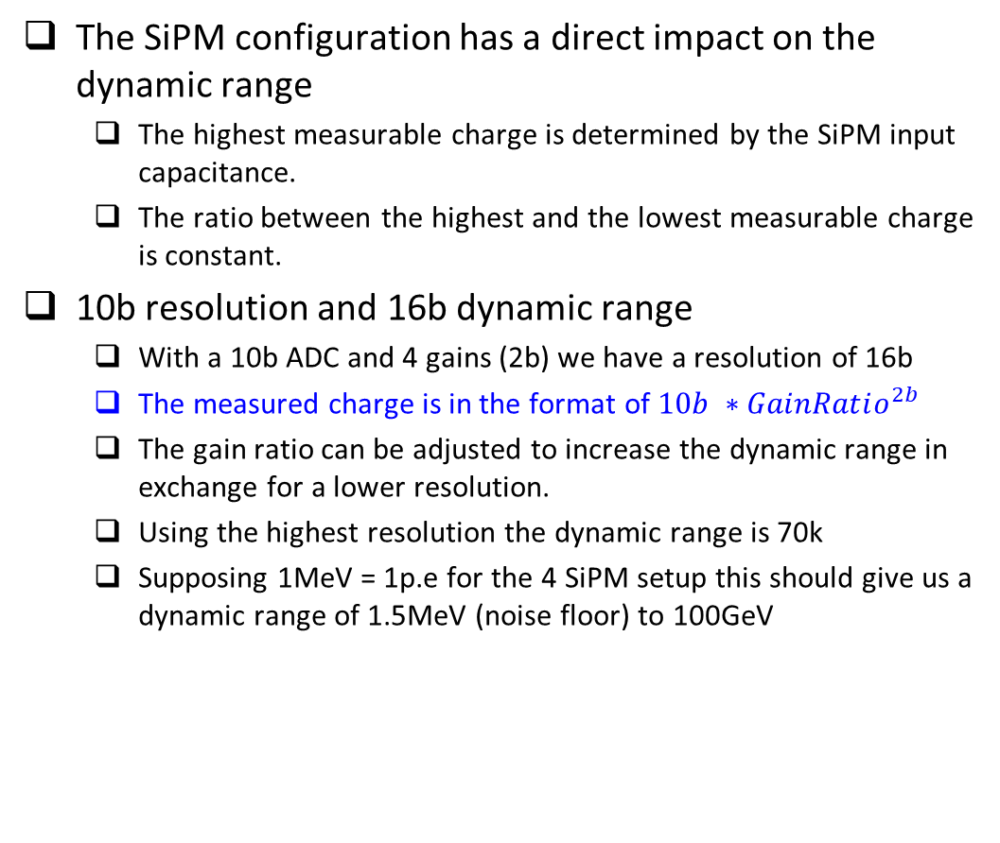 ❑ The SiPM configuration has a direct impact on the
dynamic range
❑ The highest measurable charge is determined by the SiPM input
capacitance.
❑ The ratio between the highest and the lowest measurable charge
is constant.
❑ 10b resolution and 16b dynamic range
❑ With a 10b ADC and 4 gains (2b) we have a resolution of 16b
❑ The measured charge is in the format of 10b * GainRatio^2b
❑ The gain ratio can be adjusted to increase the dynamic range in
exchange for a lower resolution.
❑ Using the highest resolution the dynamic range is 70k
❑ Supposing 1MeV = 1p.e for the 4 SiPM setup this should give us a
dynamic range of 1.5MeV (noise floor) to 100GeV